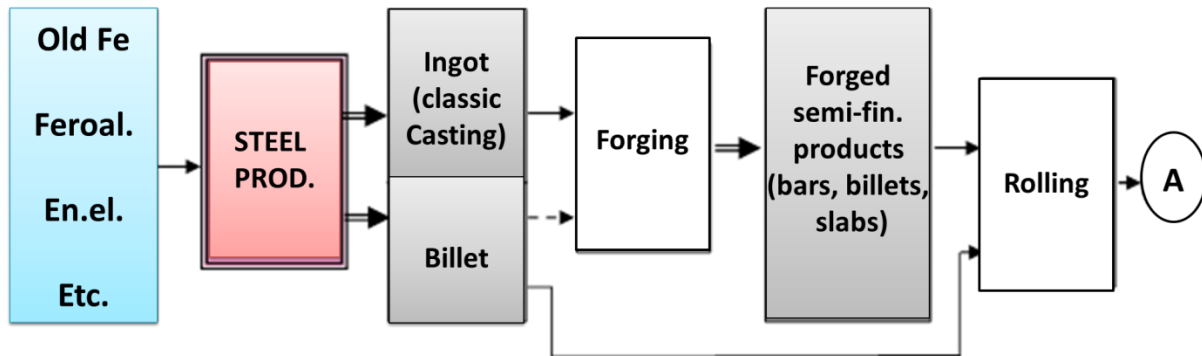 Old Fe
Feroal.
En.el.
Etc.
STEEL
PROD.
Ingot
(classic
Casting)
Billet
Forging
Forged
semi-fin.
products
(bars, billets,
slabs)
Rolling
A